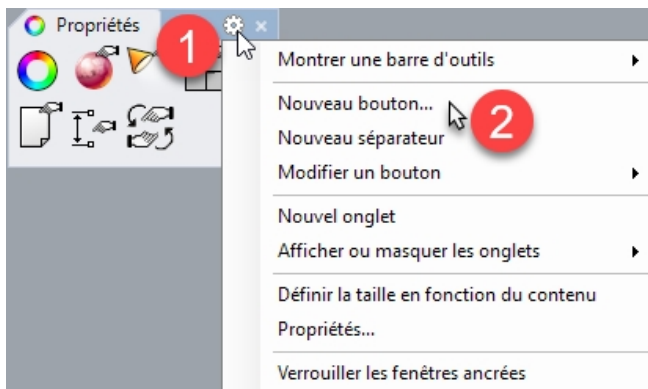 Propriétés
1
Montrer une barre d'outils
Nouveau bouton...
2
Nouveau séparateur
Modifier un bouton
Nouvel onglet
Afficher ou masquer les onglets
Définir la taille en fonction du contenu
Propriétés...
Verrouiller les fenêtres ancrées